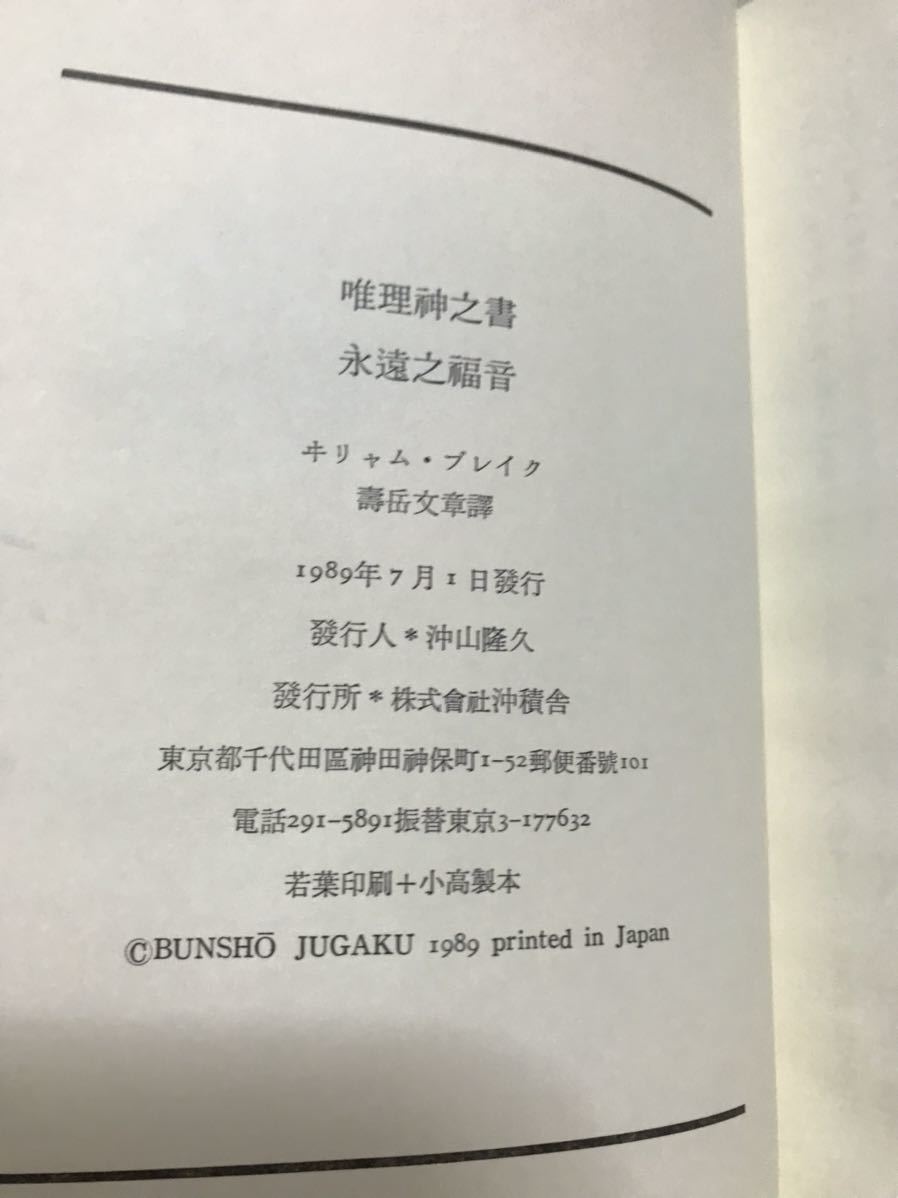 唯理神之書
永遠之福音
ヰリャム・ブレイク
壽岳文章譯
1989年7月1日發行
發行人*沖山隆久
發行所*株式會社沖積舎
東京都千代田區神田神保町1-52郵便番號101
電話291-5891振替東京3-177632
若葉印刷+小高製本
©BUNSHŌ JUGAKU 1989 printed in Japan